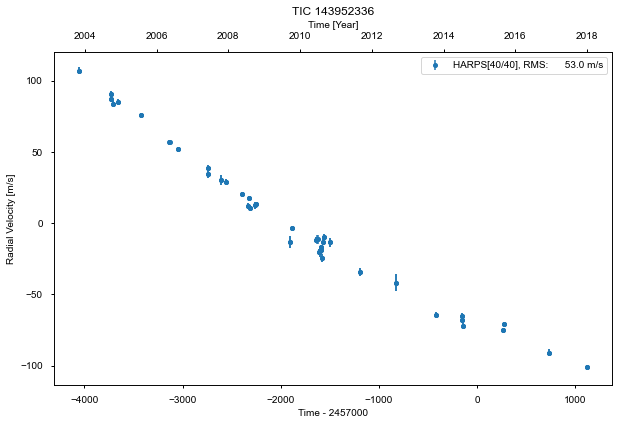 TIC 143952336
Time [Year]
2004 2006 2008 2010 2012 2014 2016 2018
HARPS[40/40], RMS: 53.0 m/s
Radial Velocity [m/s]
100
50
0
−50
−100
−4000 −3000 −2000 −1000 0 1000
Time - 2457000